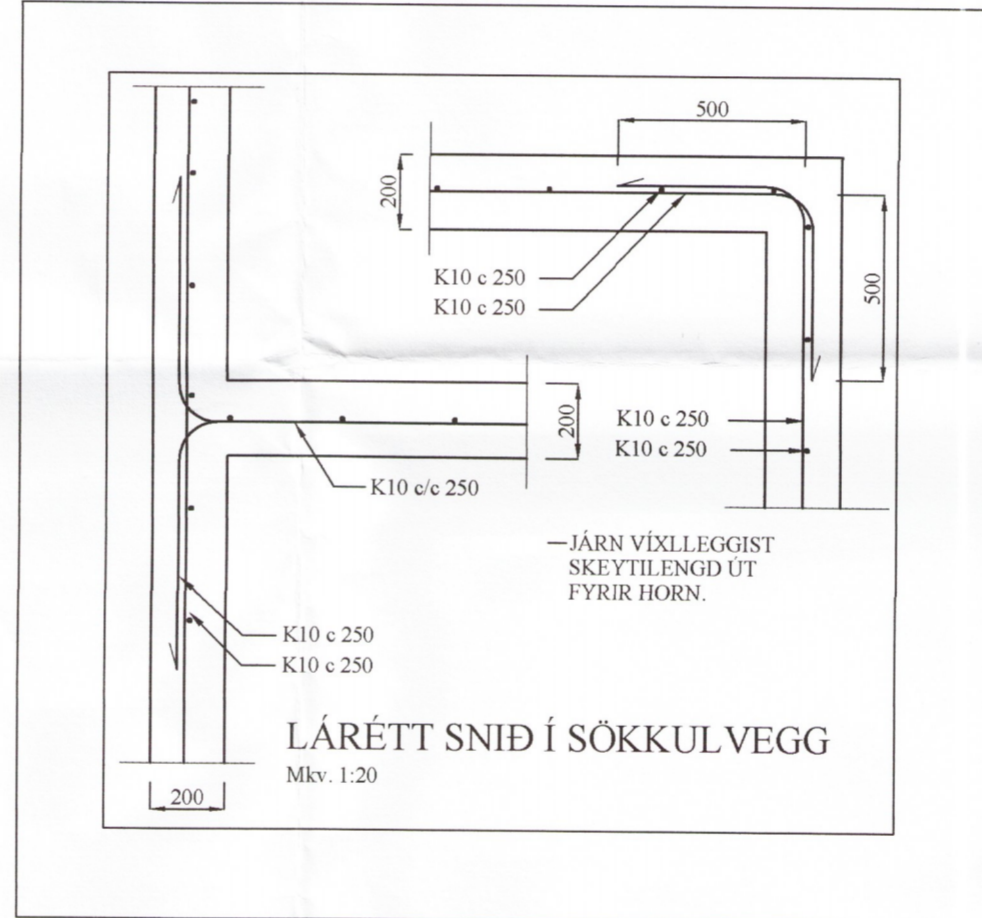 500
200
500
K10 c 250
K10 c 250
200
K10 c 250
K10 c 250
K10 c/c 250
—JÁRN VÍXLLEGGIST
SKEYTILENGD ÚT
FYRIR HORN.
K10 c 250
K10 c 250
LÁRÉTT SNIÐ Í SÖKKULVEGG
Mkv. 1:20
200